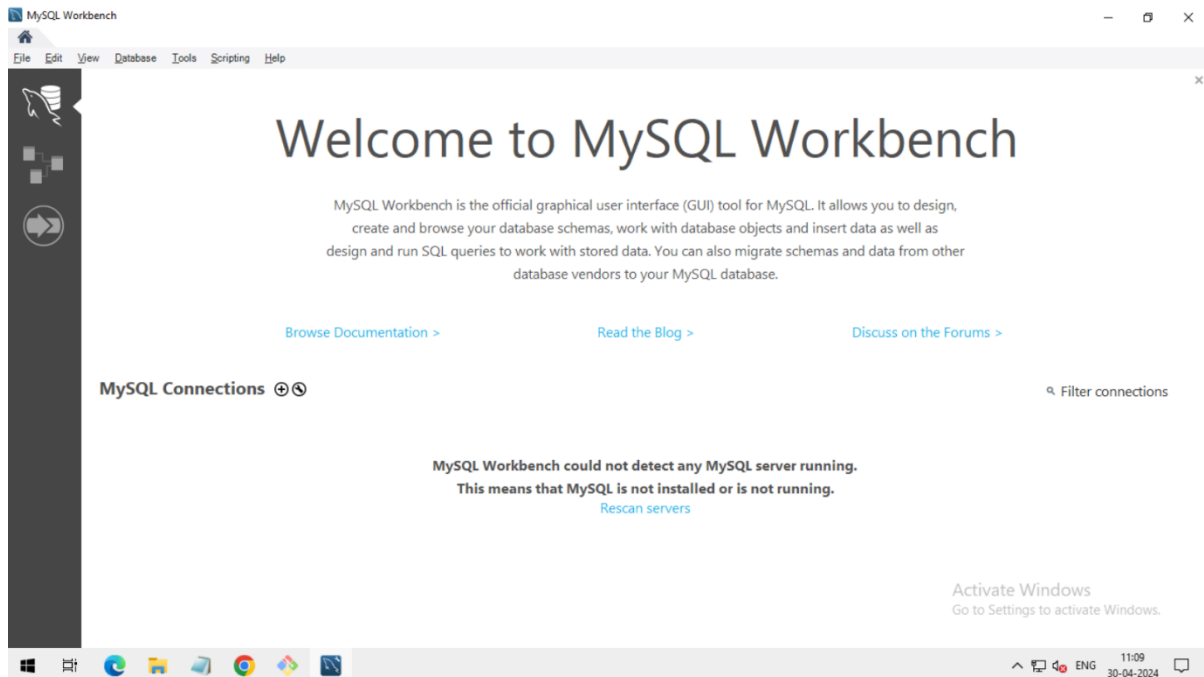 MySQL Workbench
File Edit View Database Tools Scripting Help
Welcome to MySQL Workbench
MySQL Workbench is the official graphical user interface (GUI) tool for MySQL. It allows you to design,
create and browse your database schemas, work with database objects and insert data as well as
design and run SQL queries to work with stored data. You can also migrate schemas and data from other
database vendors to your MySQL database.
Browse Documentation > Read the Blog > Discuss on the Forums >
MySQL Connections Filter connections
MySQL Workbench could not detect any MySQL server running.
This means that MySQL is not installed or is not running.
Rescan servers
Activate Windows
Go to Settings to activate Windows.
ENG 11:09
30-04-2024